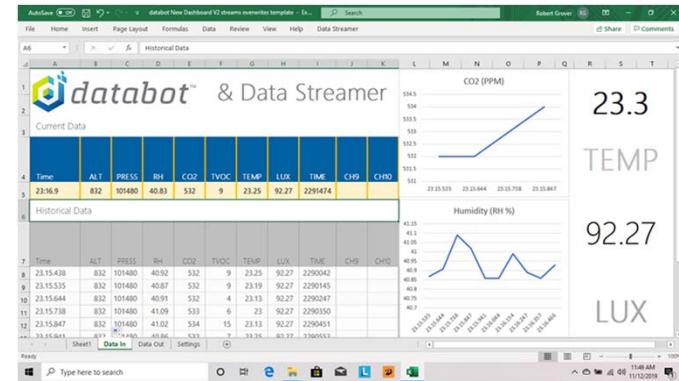 AutoSave Off databot New Dashboard V2 streams overwrites template - Ex... Search Robert Grover RG
File Home Insert Page Layout Formulas Data Review View Help Data Streamer Share Comments
A6 fx Historical Data
A B C D E F G H I J K L M N O P Q R S T
databot™ & Data Streamer
Current Data
Time ALT PRESS RH CO2 TVOC TEMP LUX TIME CH9 CH10
23:16.9 832 101480 40.83 532 9 23.25 92.27 2291474
Historical Data
Time ALT PRESS RH CO2 TVOC TEMP LUX TIME CH9 CH10
23.15.438 832 101480 40.92 532 9 23.25 92.27 2290042
23.15.535 832 101480 40.87 532 9 23.19 92.27 2290145
23.15.644 832 101480 40.91 532 4 23.13 92.27 2290247
23.15.738 832 101480 41.09 533 6 23 92.27 2290350
23.15.847 832 101480 41.02 534 15 23.13 92.27 2290451
CO2 (PPM)
534.5
534
533.5
533
532.5
532
531.5
531
23.15.535 23.15.644 23.15.738 23.15.847
Humidity (RH %)
41.15
41.1
41.05
41
40.95
40.9
40.85
40.8
40.75
40.7
23.3
TEMP
92.27
LUX
Sheet1 Data In Data Out Settings
Ready 100%
Type here to search
11:48 AM
11/12/2019